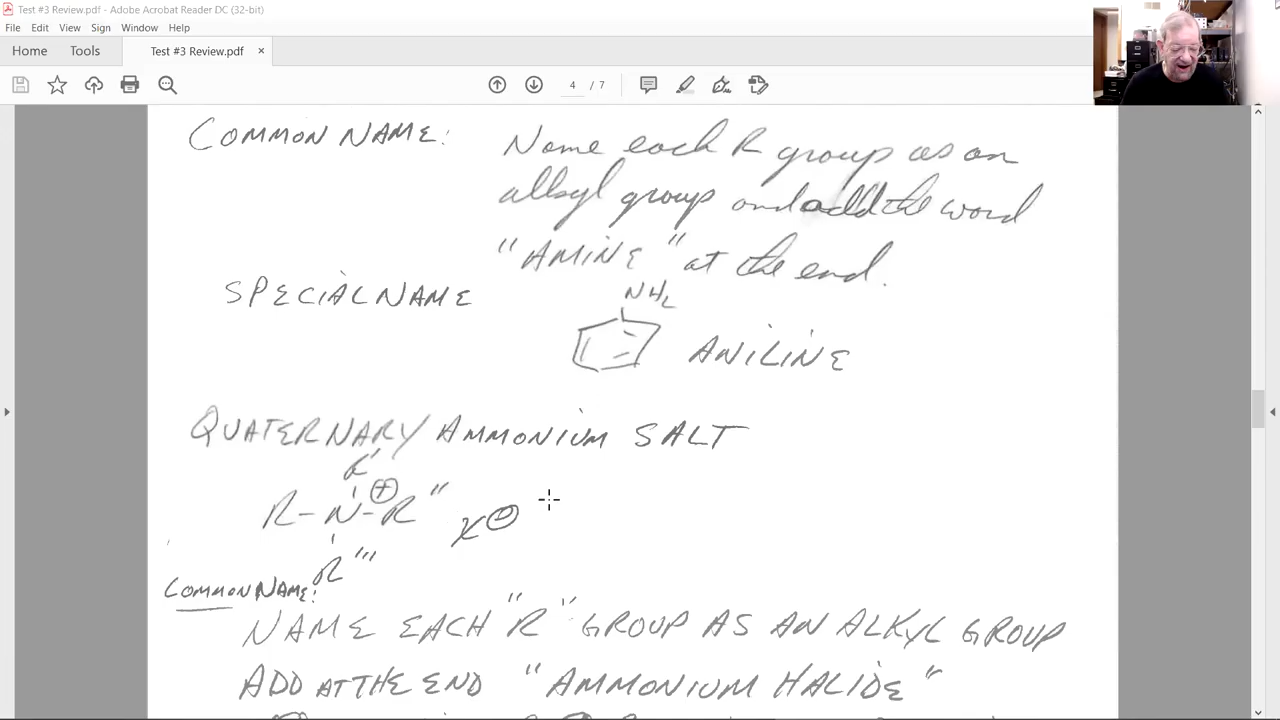 Test #3 Review.pdf - Adobe Acrobat Reader DC (32-bit)
File Edit View Sign Window Help
Home Tools Test #3 Review.pdf ×
4 / 7
COMMON NAME: Name each R group as an
alkyl group and add the word
"AMINE" at the end.
SPECIAL NAME
NH2
ANILINE
QUATERNARY AMMONIUM SALT
R'
R-N-R" X
R'''
COMMON NAME:
NAME EACH "R" GROUP AS AN ALKYL GROUP
ADD AT THE END "AMMONIUM HALIDE"